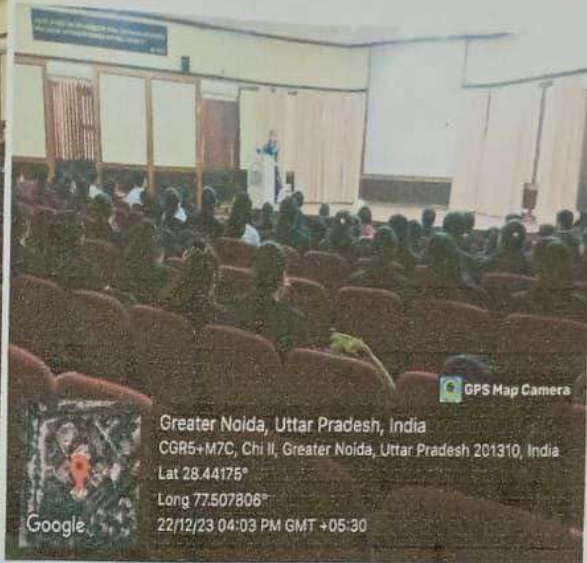 GPS Map Camera
Greater Noida, Uttar Pradesh, India
CGR5+M7C, Chi II, Greater Noida, Uttar Pradesh 201310, India
Lat 28.44175°
Long 77.507806°
22/12/23 04:03 PM GMT +05:30
Google